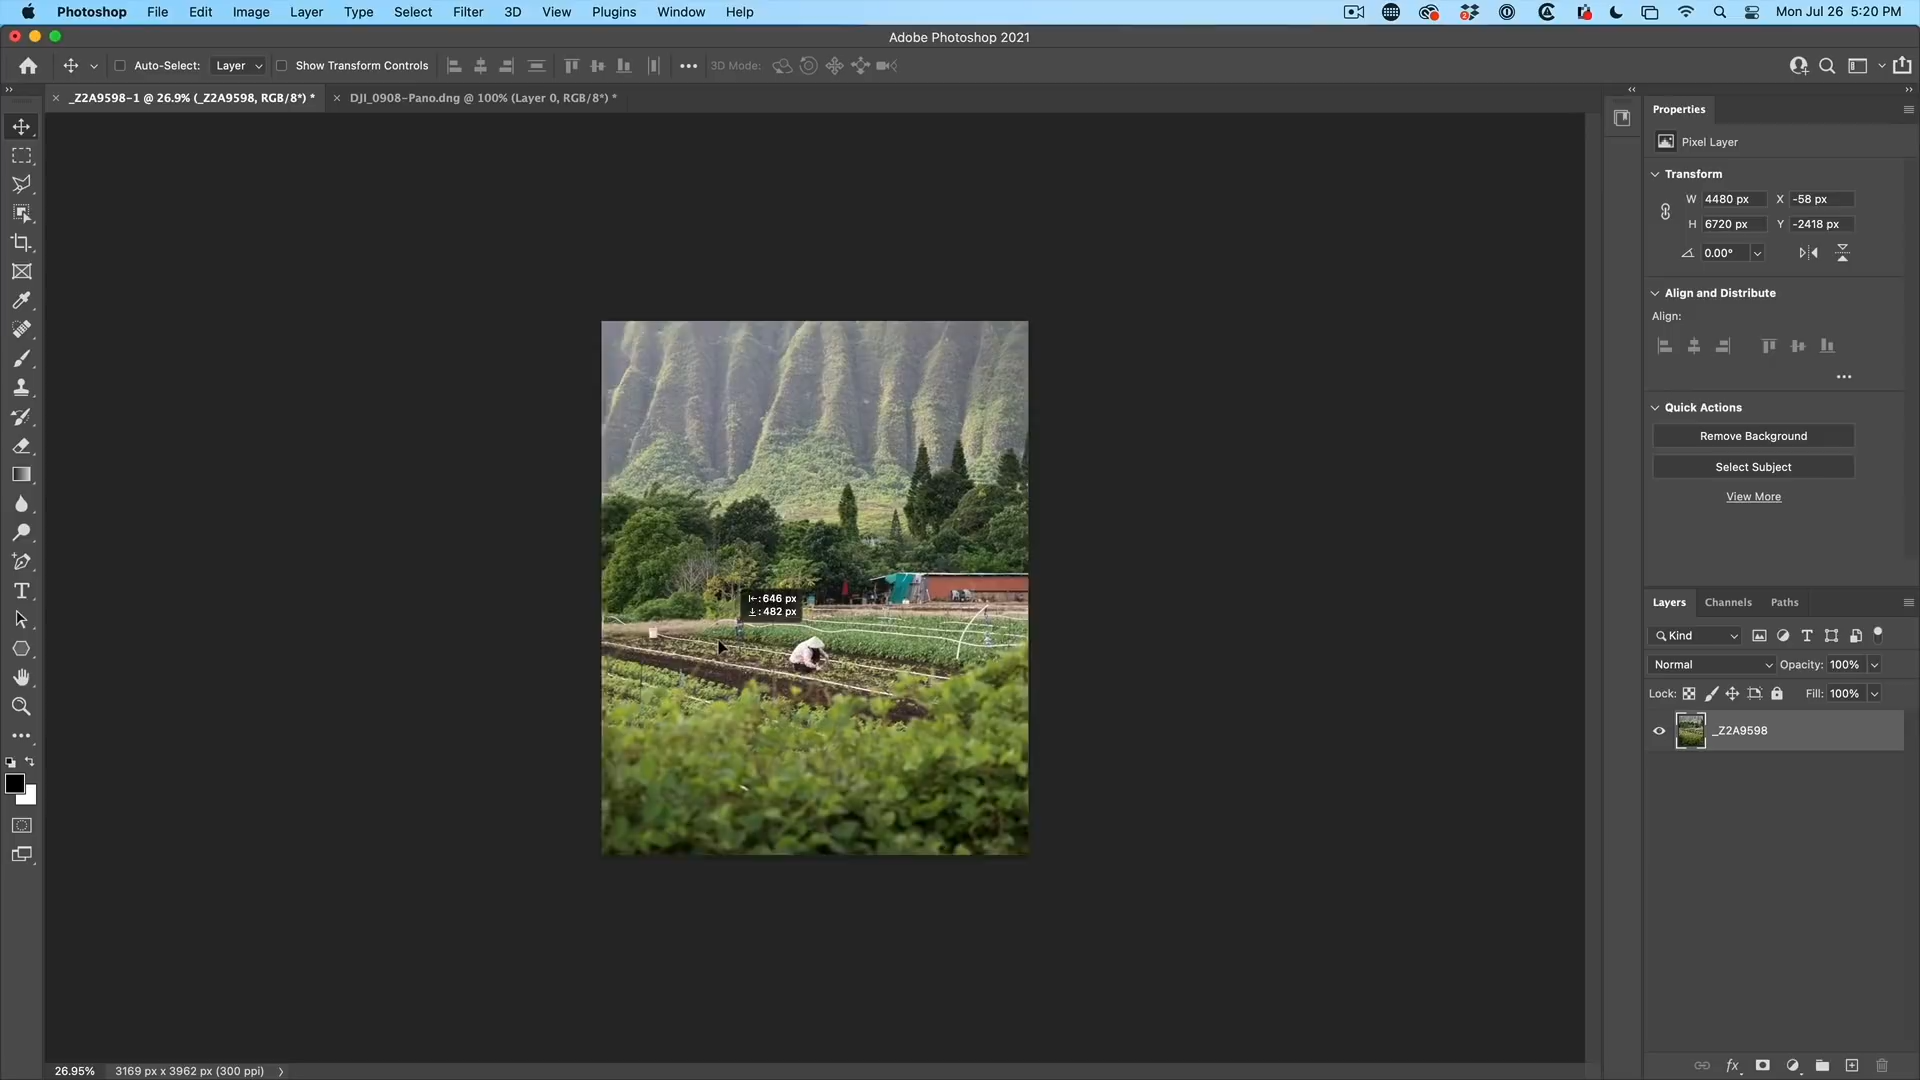 Photoshop File Edit Image Layer Type Select Filter 3D View Plugins Window Help Mon Jul 26 5:20 PM
Adobe Photoshop 2021
Auto-Select: Layer Show Transform Controls 3D Mode:
_Z2A9598-1 @ 26.9% (_Z2A9598, RGB/8*) * DJI_0908-Pano.dng @ 100% (Layer 0, RGB/8*) *
Properties
Pixel Layer
Transform
W 4480 px X -58 px
H 6720 px Y -2418 px
0.00°
Align and Distribute
Align:
Quick Actions
Remove Background
Select Subject
View More
:646 px
:482 px
Layers Channels Paths
Kind
Normal Opacity: 100%
Lock: Fill: 100%
_Z2A9598
26.95% 3169 px x 3962 px (300 ppi)